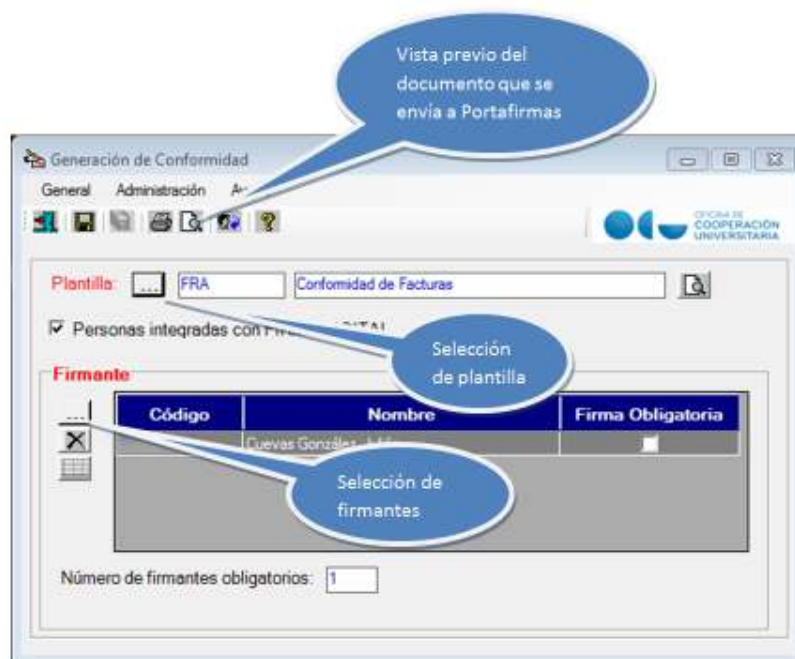 Vista previo del
documento que se
envía a Portafirmas
Generación de Conformidad
General Administración
OFICINA DE
COOPERACIÓN
UNIVERSITARIA
Plantilla: ... FRA Conformidad de Facturas
Personas integradas con
Selección
de plantilla
Firmante
... Código Nombre Firma Obligatoria
Cuevas González
Selección de
firmantes
Número de firmantes obligatorios: 1